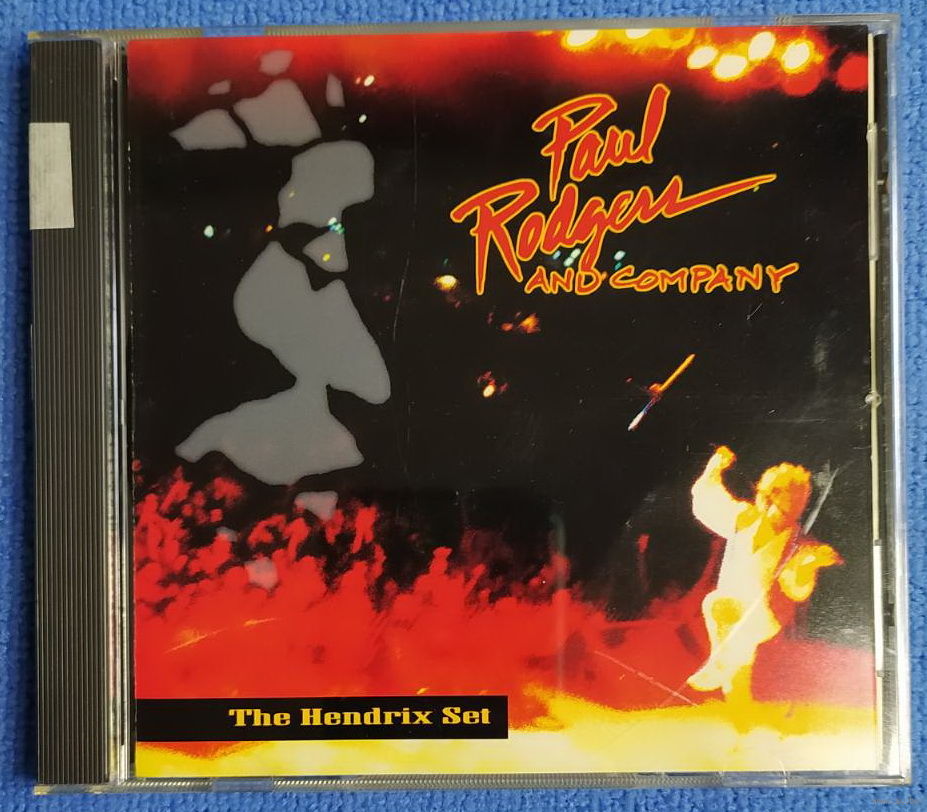 Paul
Rodgers
AND COMPANY
The Hendrix Set